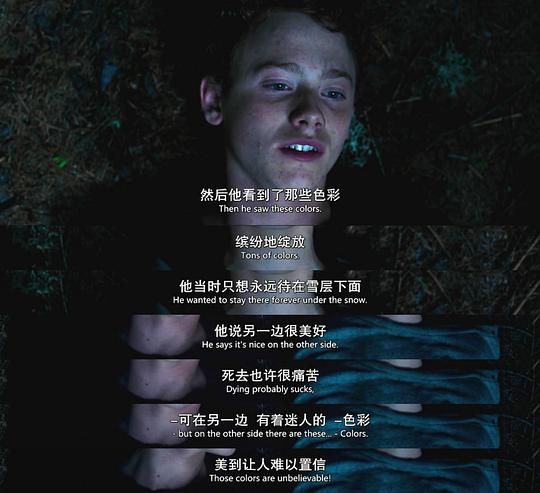 然后他看到了那些色彩
Then he saw these colors.
缤纷地绽放
Tons of colors.
他当时只想永远待在雪层下面
He wanted to stay there forever under the snow.
他说另一边很美好
He says it's nice on the other side.
死去也许很痛苦
Dying probably sucks,
-可在另一边 有着迷人的 -色彩
- but on the other side there are these... - Colors.
美到让人难以置信
Those colors are unbelievable!